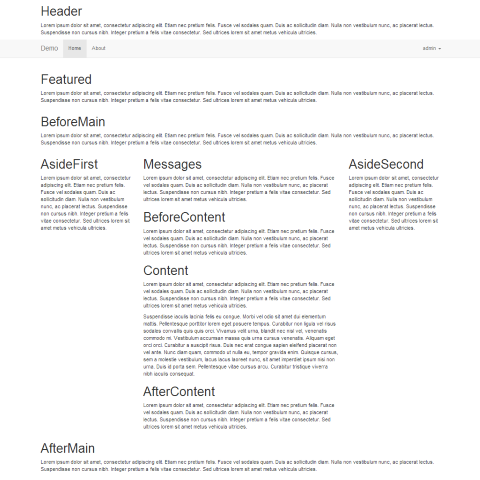 Header
Lorem ipsum dolor sit amet, consectetur adipiscing elit. Etiam nec pretium felis. Fusce vel sodales quam. Duis ac sollicitudin diam. Nulla non vestibulum nunc, ac placerat lectus.
Suspendisse non cursus nibh. Integer pretium a felis vitae consectetur. Sed ultrices lorem sit amet metus vehicula ultricies.
Demo Home About admin
Featured
Lorem ipsum dolor sit amet, consectetur adipiscing elit. Etiam nec pretium felis. Fusce vel sodales quam. Duis ac sollicitudin diam. Nulla non vestibulum nunc, ac placerat lectus.
Suspendisse non cursus nibh. Integer pretium a felis vitae consectetur. Sed ultrices lorem sit amet metus vehicula ultricies.
BeforeMain
Lorem ipsum dolor sit amet, consectetur adipiscing elit. Etiam nec pretium felis. Fusce vel sodales quam. Duis ac sollicitudin diam. Nulla non vestibulum nunc, ac placerat lectus.
Suspendisse non cursus nibh. Integer pretium a felis vitae consectetur. Sed ultrices lorem sit amet metus vehicula ultricies.
AsideFirst
Lorem ipsum dolor sit amet, consectetur
adipiscing elit. Etiam nec pretium felis.
Fusce vel sodales quam. Duis ac
sollicitudin diam. Nulla non vestibulum
nunc, ac placerat lectus. Suspendisse
non cursus nibh. Integer pretium a felis
vitae consectetur. Sed ultrices lorem sit
amet metus vehicula ultricies.
Messages
Lorem ipsum dolor sit amet, consectetur adipiscing elit. Etiam nec pretium felis. Fusce
vel sodales quam. Duis ac sollicitudin diam. Nulla non vestibulum nunc, ac placerat
lectus. Suspendisse non cursus nibh. Integer pretium a felis vitae consectetur. Sed
ultrices lorem sit amet metus vehicula ultricies.
BeforeContent
Lorem ipsum dolor sit amet, consectetur adipiscing elit. Etiam nec pretium felis. Fusce
vel sodales quam. Duis ac sollicitudin diam. Nulla non vestibulum nunc, ac placerat
lectus. Suspendisse non cursus nibh. Integer pretium a felis vitae consectetur. Sed
ultrices lorem sit amet metus vehicula ultricies.
Content
Lorem ipsum dolor sit amet, consectetur adipiscing elit. Etiam nec pretium felis. Fusce
vel sodales quam. Duis ac sollicitudin diam. Nulla non vestibulum nunc, ac placerat
lectus. Suspendisse non cursus nibh. Integer pretium a felis vitae consectetur. Sed
ultrices lorem sit amet metus vehicula ultricies.
Suspendisse iaculis lacinia felis eu congue. Morbi vel odio sit amet dui elementum
mattis. Pellentesque porttitor lorem eget posuere tempus. Curabitur non ligula vel risus
sodales convallis quis quis orci. Vivamus velit urna, blandit nec nisl vel, venenatis
commodo mi. Vestibulum accumsan massa quis urna cursus venenatis. Aliquam eget
orci orci. Curabitur a suscipit risus. Duis nec erat congue sapien eleifend placerat non
vel ante. Nunc diam quam, commodo ut nulla eu, tempor gravida enim. Quisque cursus,
sem a molestie vestibulum, lacus lacus laoreet nunc, sit amet imperdiet nisl non
urna. Duis id porta sem. Pellentesque vitae cursus arcu. Curabitur tristique viverra
nibh iaculis consequat.
AfterContent
Lorem ipsum dolor sit amet, consectetur adipiscing elit. Etiam nec pretium felis. Fusce
vel sodales quam. Duis ac sollicitudin diam. Nulla non vestibulum nunc, ac placerat
lectus. Suspendisse non cursus nibh. Integer pretium a felis vitae consectetur. Sed
ultrices lorem sit amet metus vehicula ultricies.
AsideSecond
Lorem ipsum dolor sit amet, consectetur
adipiscing elit. Etiam nec pretium felis.
Fusce vel sodales quam. Duis ac
sollicitudin diam. Nulla non vestibulum
nunc, ac placerat lectus. Suspendisse
non cursus nibh. Integer pretium a felis
vitae consectetur. Sed ultrices lorem sit
amet metus vehicula ultricies.
AfterMain
Lorem ipsum dolor sit amet, consectetur adipiscing elit. Etiam nec pretium felis. Fusce vel sodales quam. Duis ac sollicitudin diam. Nulla non vestibulum nunc, ac placerat lectus.
Suspendisse non cursus nibh. Integer pretium a felis vitae consectetur. Sed ultrices lorem sit amet metus vehicula ultricies.